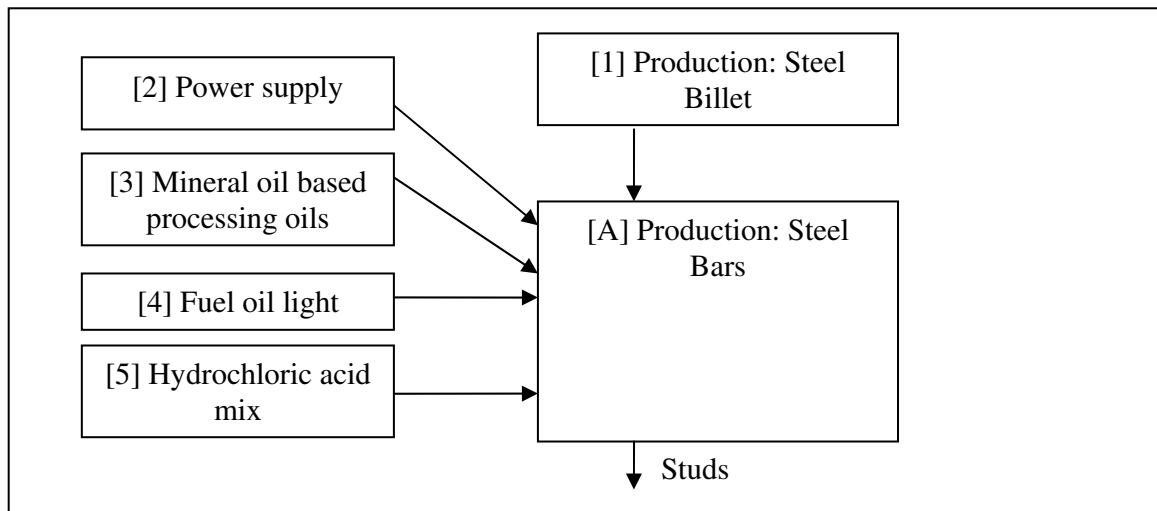 [1] Production: Steel
Billet
[2] Power supply
[3] Mineral oil based
processing oils
[A] Production: Steel
Bars
[4] Fuel oil light
[5] Hydrochloric acid
mix
Studs